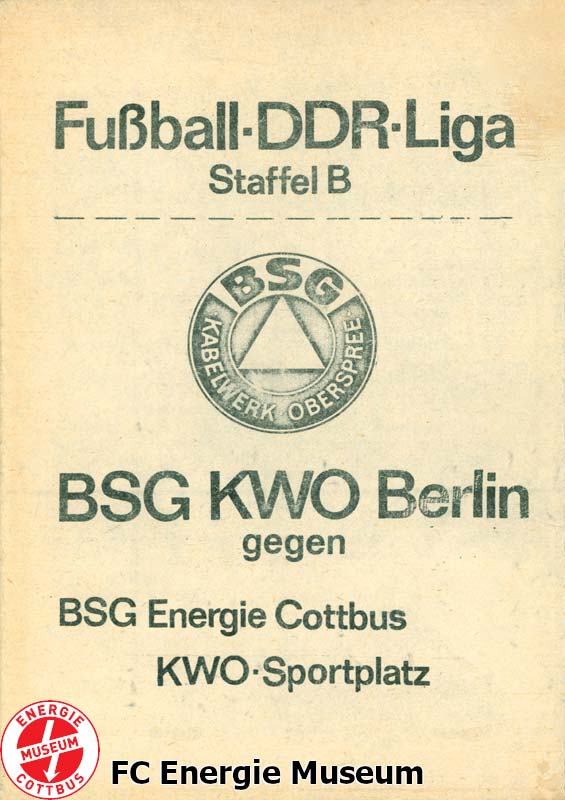 Fußball-DDR-Liga
Staffel B
BSG
KABELWERK OBERSPREE
BSG KWO Berlin
gegen
BSG Energie Cottbus
KWO-Sportplatz
ENERGIE
MUSEUM
COTTBUS
FC Energie Museum